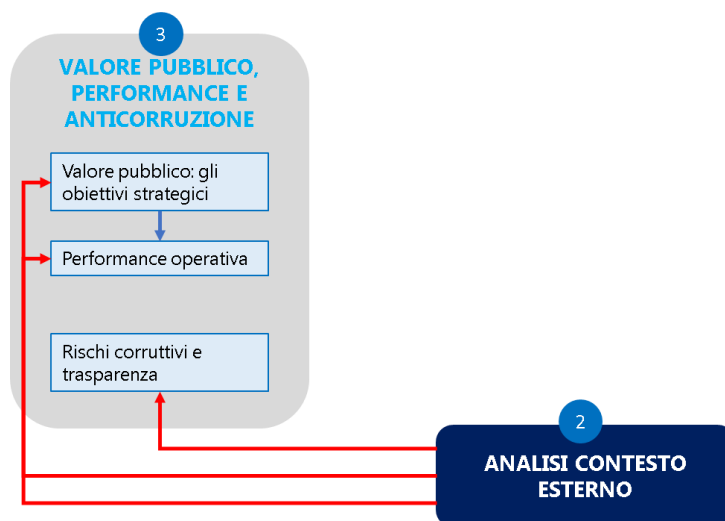 3
VALORE PUBBLICO,
PERFORMANCE E
ANTICORRUZIONE
Valore pubblico: gli
obiettivi strategici
Performance operativa
Rischi corruttivi e
trasparenza
2
ANALISI CONTESTO
ESTERNO